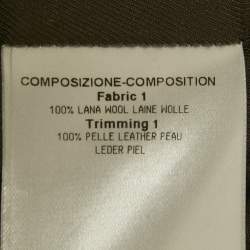 COMPOSIZIONE-COMPOSITION
Fabric 1
100% LANA WOOL LAINE WOLLE
Trimming 1
100% PELLE LEATHER PEAU
LEDER PIEL